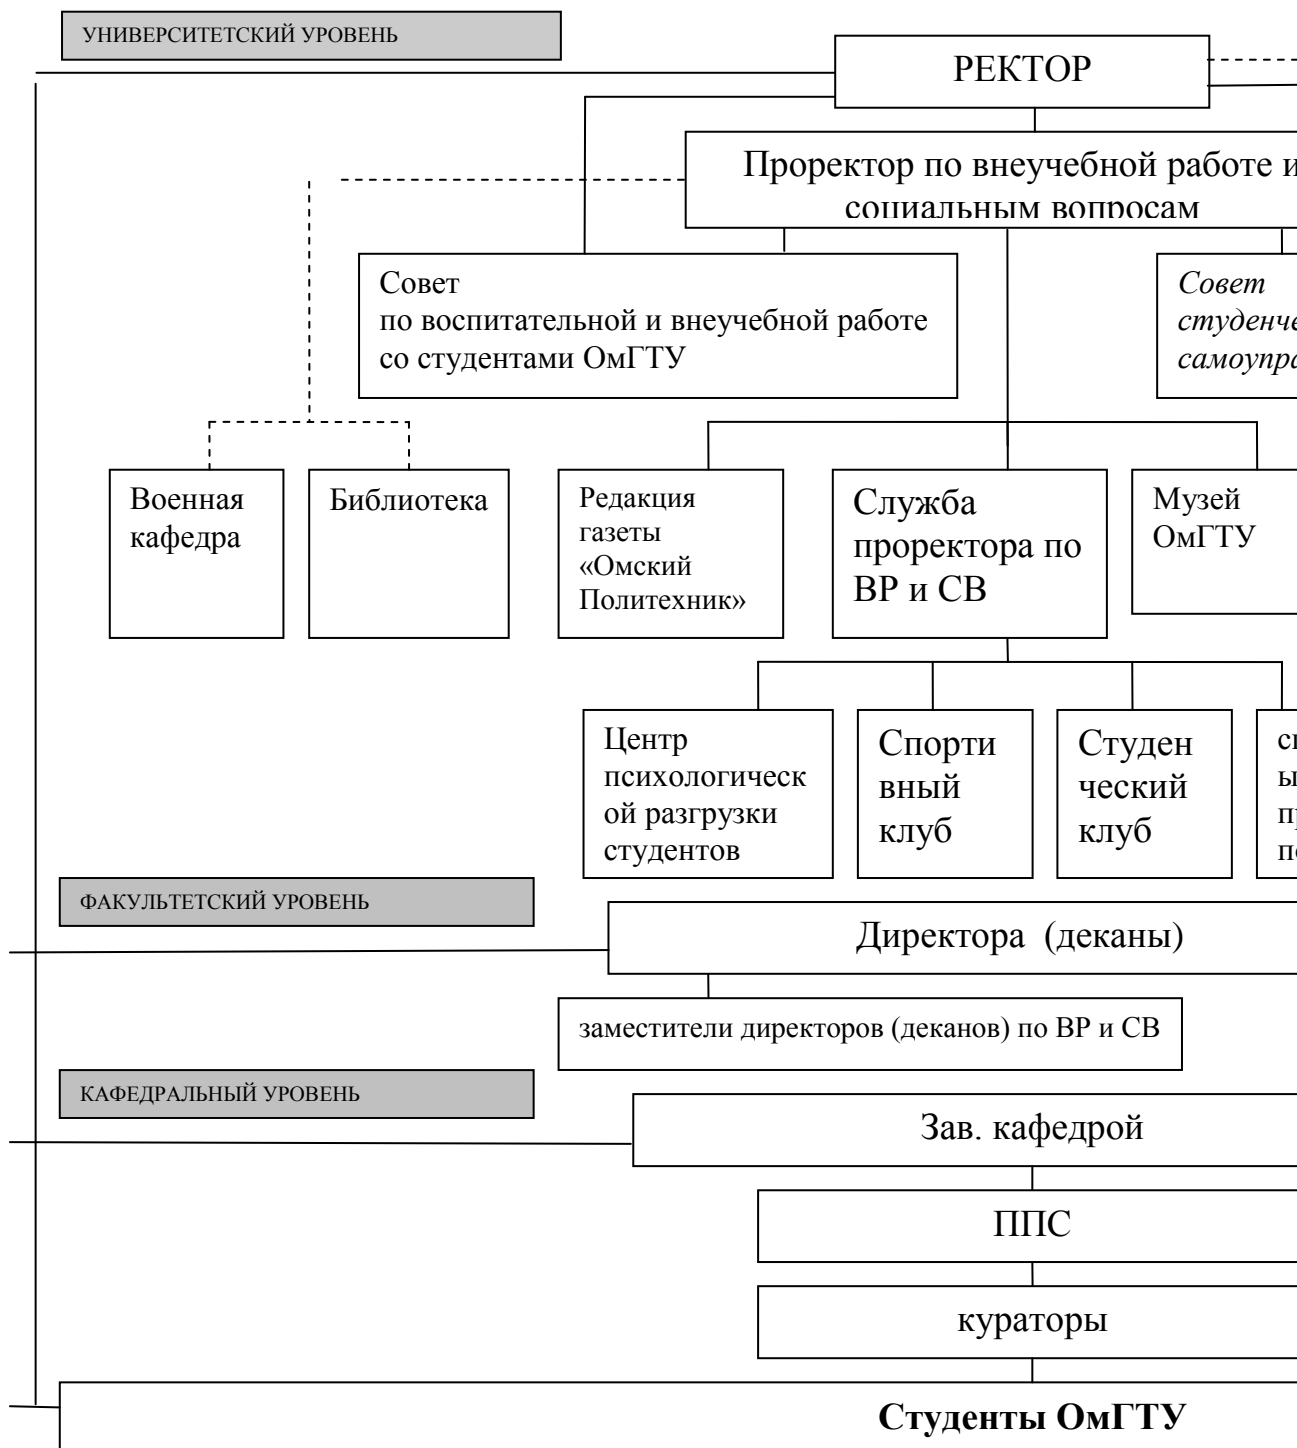 УНИВЕРСИТЕТСКИЙ УРОВЕНЬ
РЕКТОР
Проректор по внеучебной работе и
социальным вопросам
Совет
по воспитательной и внеучебной работе
со студентами ОмГТУ
Совет
студенче
самоупра
Военная
кафедра
Библиотека
Редакция
газеты
«Омский
Политехник»
Служба
проректора по
ВР и СВ
Музей
ОмГТУ
Центр
психологическ
ой разгрузки
студентов
Спорти
вный
клуб
Студен
ческий
клуб
ФАКУЛЬТЕТСКИЙ УРОВЕНЬ
Директора (деканы)
заместители директоров (деканов) по ВР и СВ
КАФЕДРАЛЬНЫЙ УРОВЕНЬ
Зав. кафедрой
ППС
кураторы
Студенты ОмГТУ